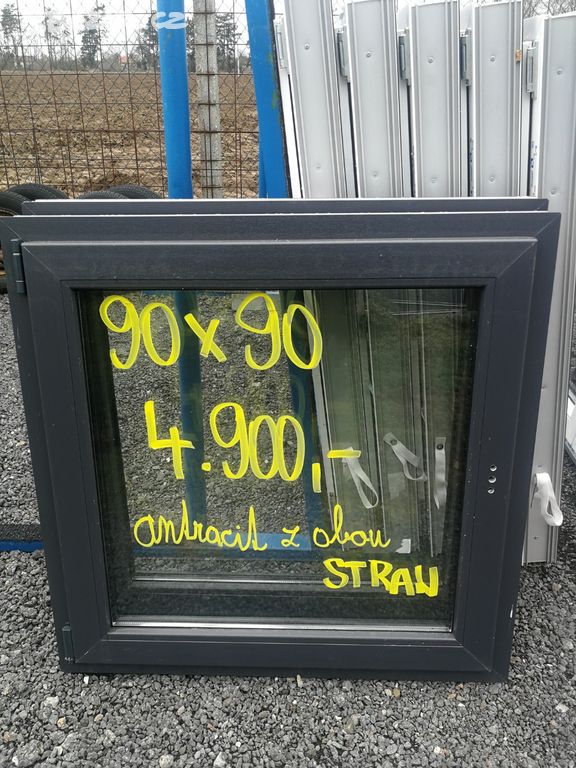 90 x 90
4.900,-
antracit z obou
STRAN